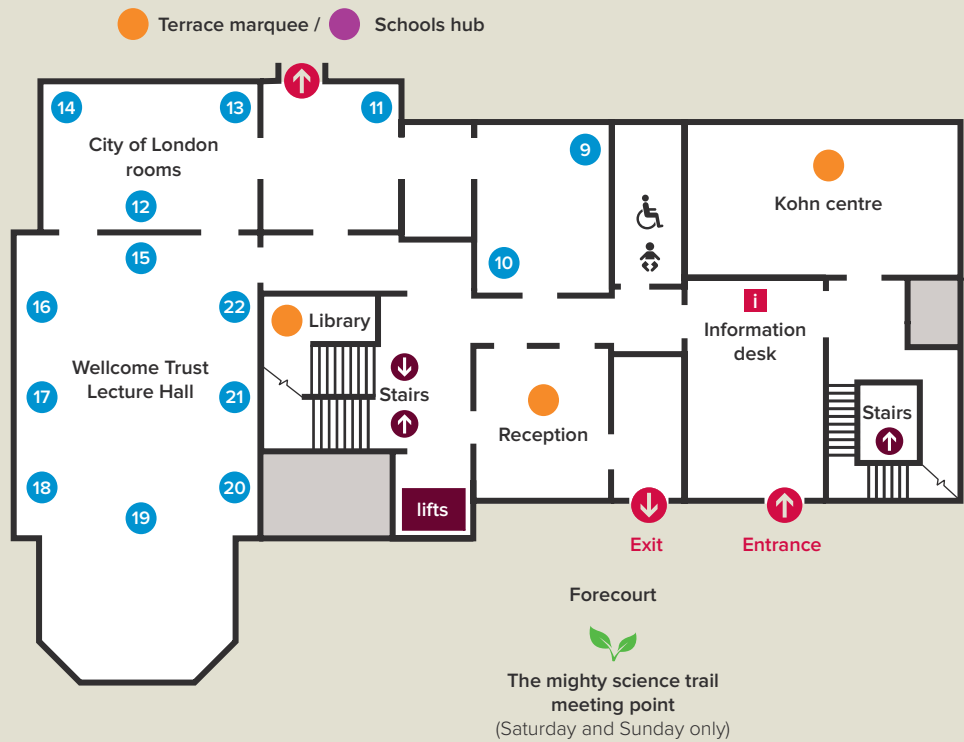 Terrace marquee / Schools hub
14
13
11
City of London
rooms
9
Kohn centre
12
15
10
16
22
Library
i
Information
desk
Wellcome Trust
Lecture Hall
17
21
Stairs
Reception
Stairs
18
20
19
lifts
Exit
Entrance
Forecourt
The mighty science trail
meeting point
(Saturday and Sunday only)